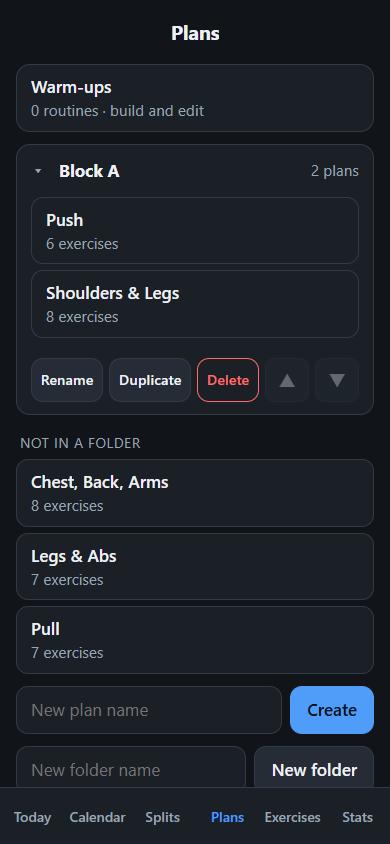 Plans
Warm-ups
0 routines · build and edit
▾ Block A 2 plans
Push
6 exercises
Shoulders & Legs
8 exercises
Rename Duplicate Delete ▲ ▼
NOT IN A FOLDER
Chest, Back, Arms
8 exercises
Legs & Abs
7 exercises
Pull
7 exercises
New plan name Create
New folder name New folder
Today Calendar Splits Plans Exercises Stats